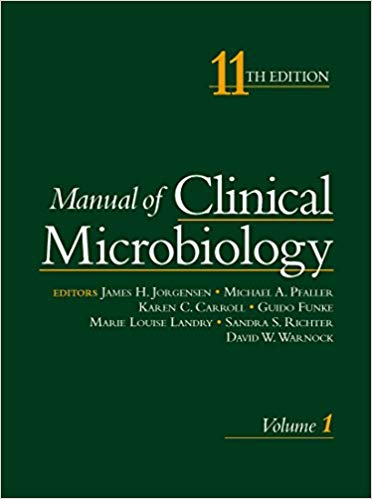 11TH EDITION
Manual of Clinical
Microbiology
EDITORS JAMES H. JORGENSEN • MICHAEL A. PFALLER
KAREN C. CARROLL • GUIDO FUNKE
MARIE LOUISE LANDRY • SANDRA S. RICHTER
DAVID W. WARNOCK
Volume 1